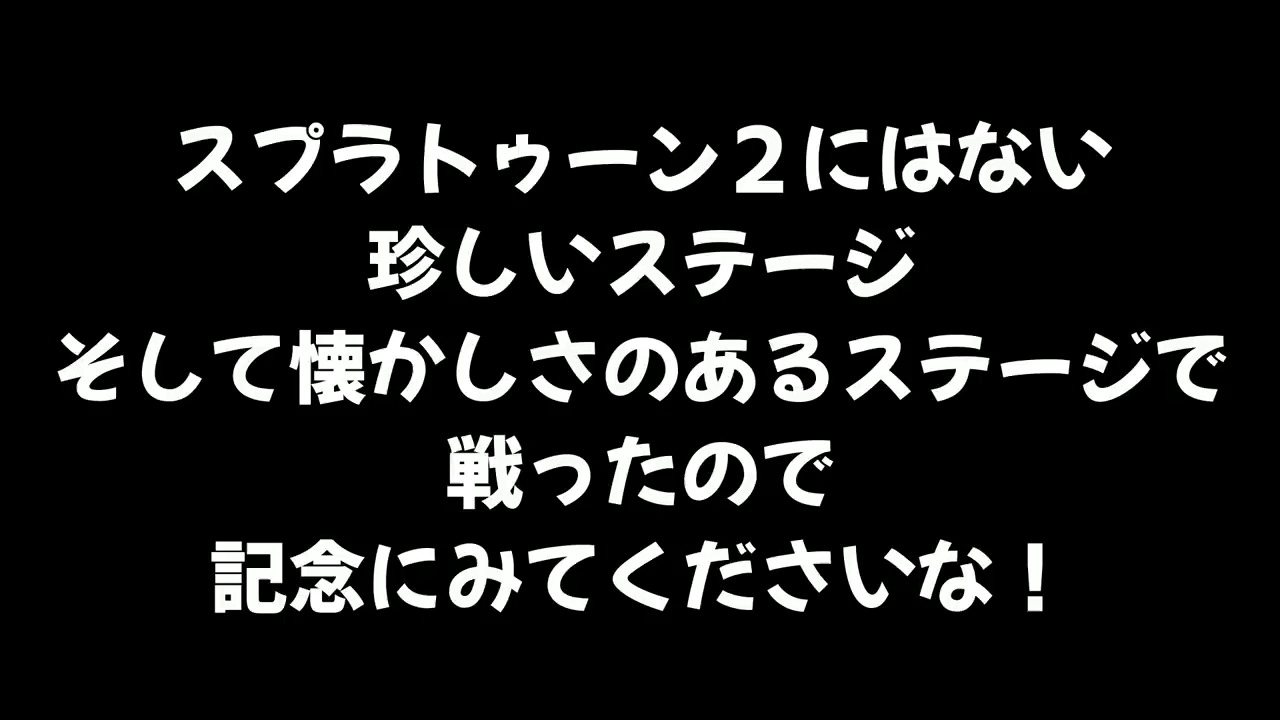 スプラトゥーン２にはない
珍しいステージ
そして懐かしさのあるステージで
戦ったので
記念にみてくださいな！